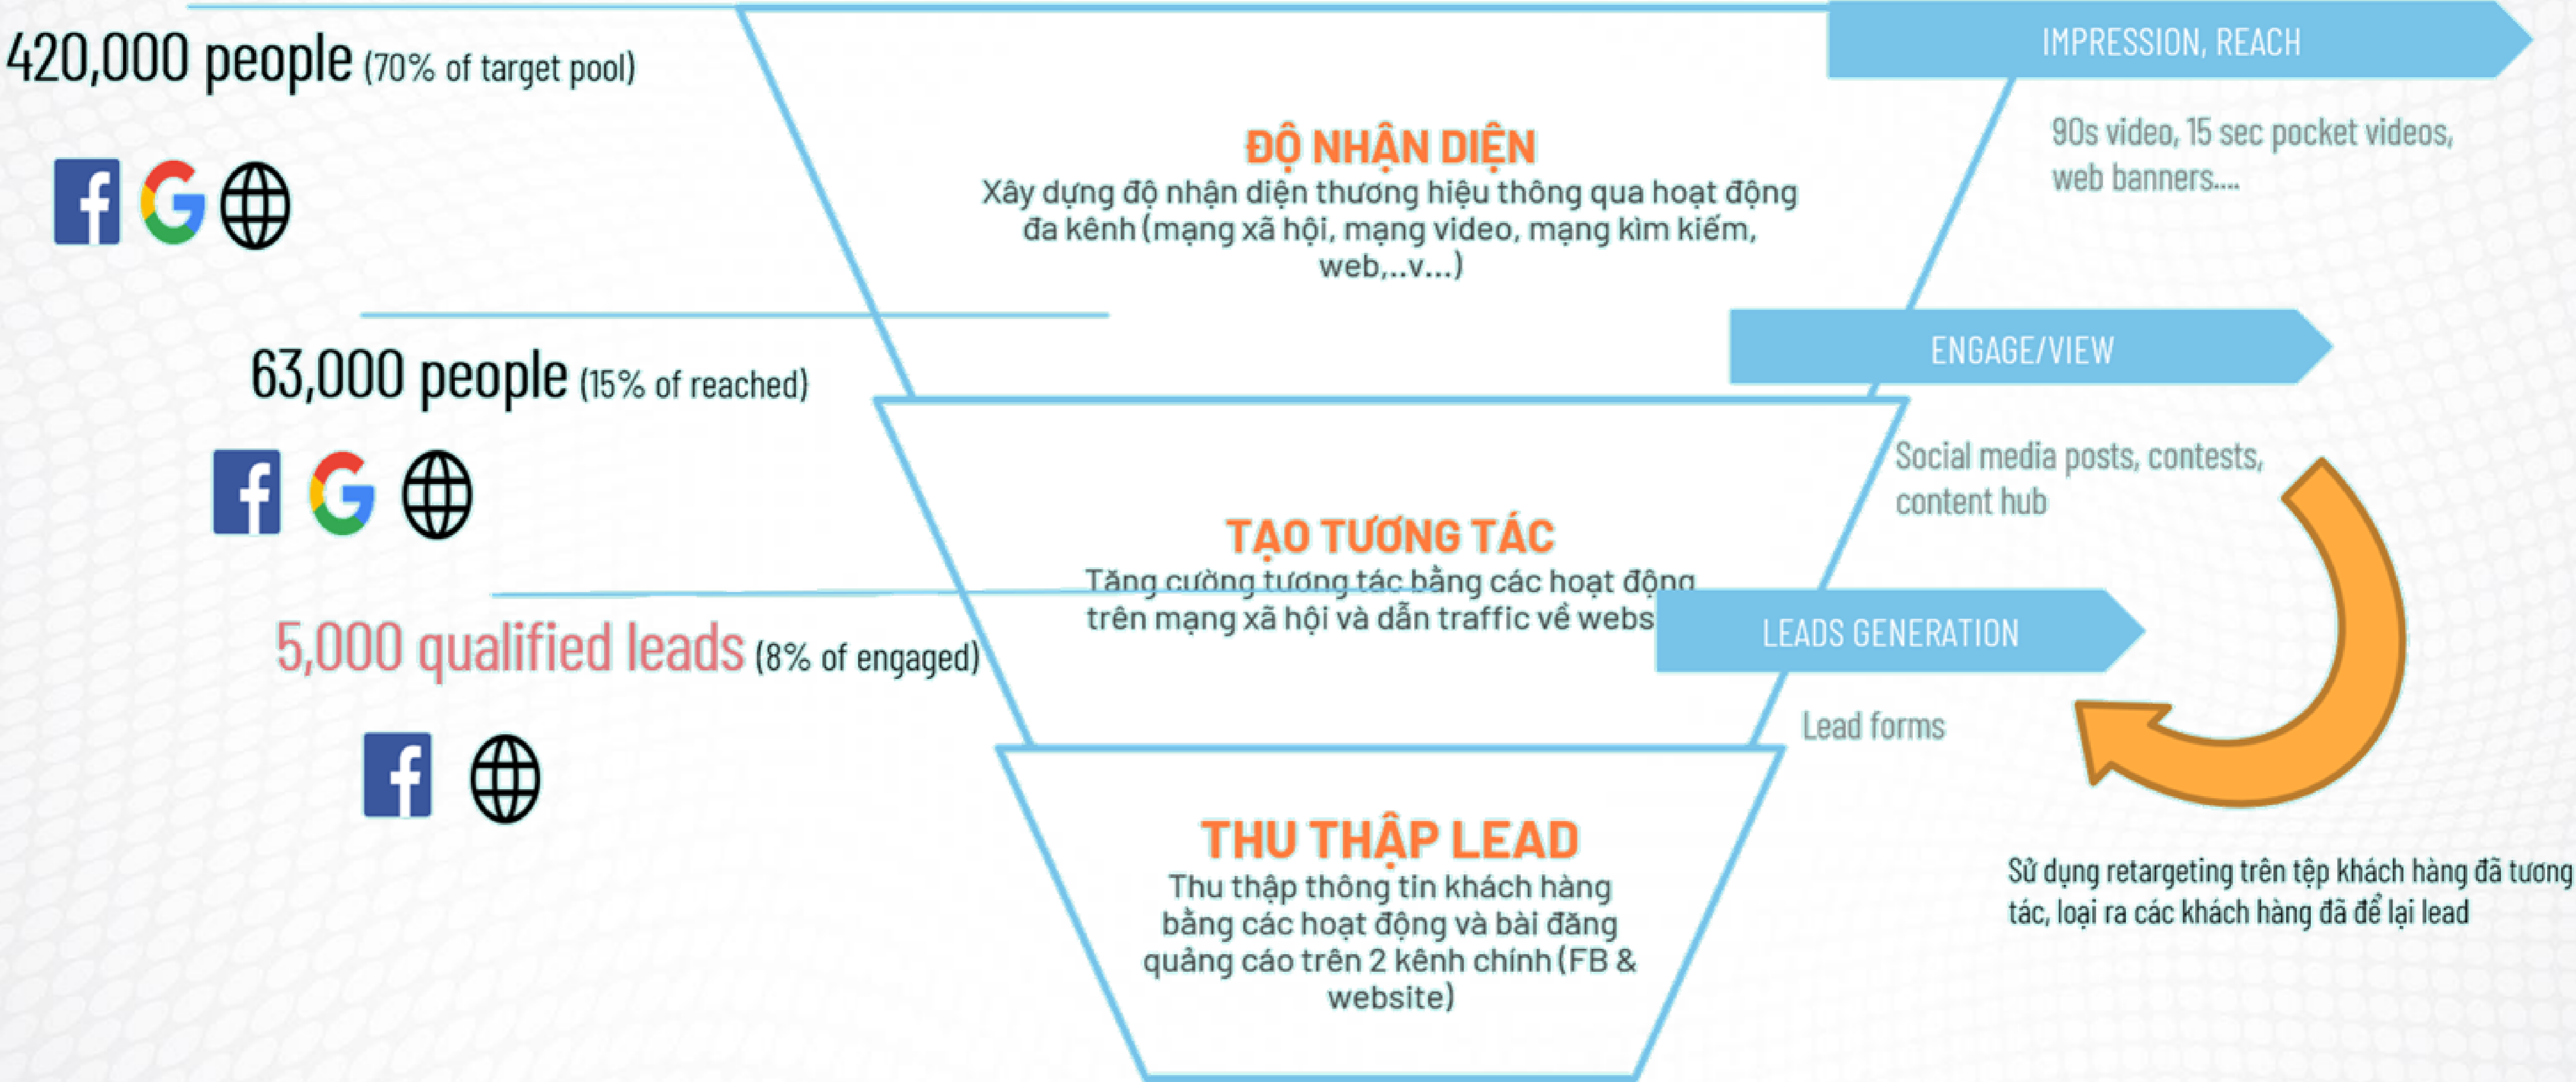 420,000 people (70% of target pool)
IMPRESSION, REACH
90s video, 15 sec pocket videos,
web banners....
ĐỘ NHẬN DIỆN
Xây dựng độ nhận diện thương hiệu thông qua hoạt động
đa kênh (mạng xã hội, mạng video, mạng kìm kiếm,
web,..v...)
63,000 people (15% of reached)
ENGAGE/VIEW
Social media posts, contests,
content hub
TẠO TƯƠNG TÁC
Tăng cường tương tác bằng các hoạt động
trên mạng xã hội và dẫn traffic về webs
5,000 qualified leads (8% of engaged)
LEADS GENERATION
Lead forms
THU THẬP LEAD
Thu thập thông tin khách hàng
bằng các hoạt động và bài đăng
quảng cáo trên 2 kênh chính (FB &
website)
Sử dụng retargeting trên tệp khách hàng đã tương
tác, loại ra các khách hàng đã để lại lead